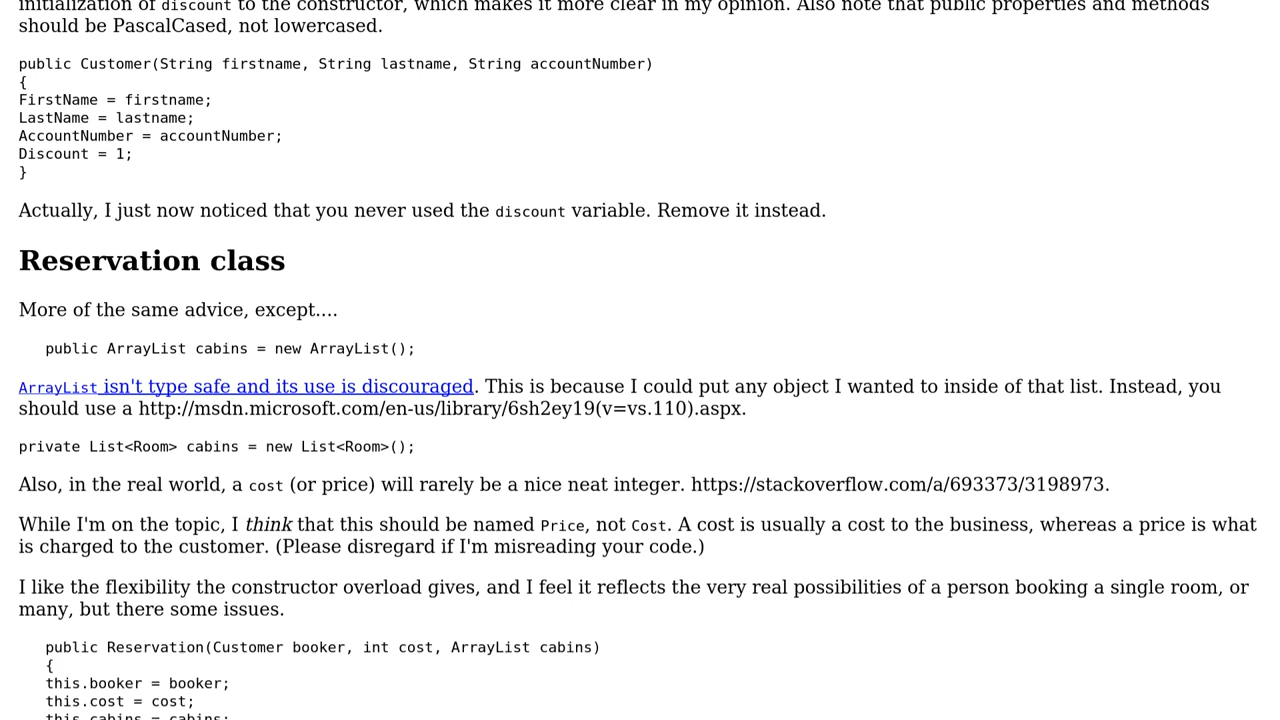 initialization of discount to the constructor, which makes it more clear in my opinion. Also note that public properties and methods
should be PascalCased, not lowercased.
public Customer(String firstname, String lastname, String accountNumber)
{
FirstName = firstname;
LastName = lastname;
AccountNumber = accountNumber;
Discount = 1;
}
Actually, I just now noticed that you never used the discount variable. Remove it instead.
Reservation class
More of the same advice, except....
public ArrayList cabins = new ArrayList();
ArrayList isn't type safe and its use is discouraged. This is because I could put any object I wanted to inside of that list. Instead, you
should use a http://msdn.microsoft.com/en-us/library/6sh2ey19(v=vs.110).aspx.
private List<Room> cabins = new List<Room>();
Also, in the real world, a cost (or price) will rarely be a nice neat integer. https://stackoverflow.com/a/693373/3198973.
While I'm on the topic, I think that this should be named Price, not Cost. A cost is usually a cost to the business, whereas a price is what
is charged to the customer. (Please disregard if I'm misreading your code.)
I like the flexibility the constructor overload gives, and I feel it reflects the very real possibilities of a person booking a single room, or
many, but there some issues.
public Reservation(Customer booker, int cost, ArrayList cabins)
{
this.booker = booker;
this.cost = cost;
this.cabins = cabins;